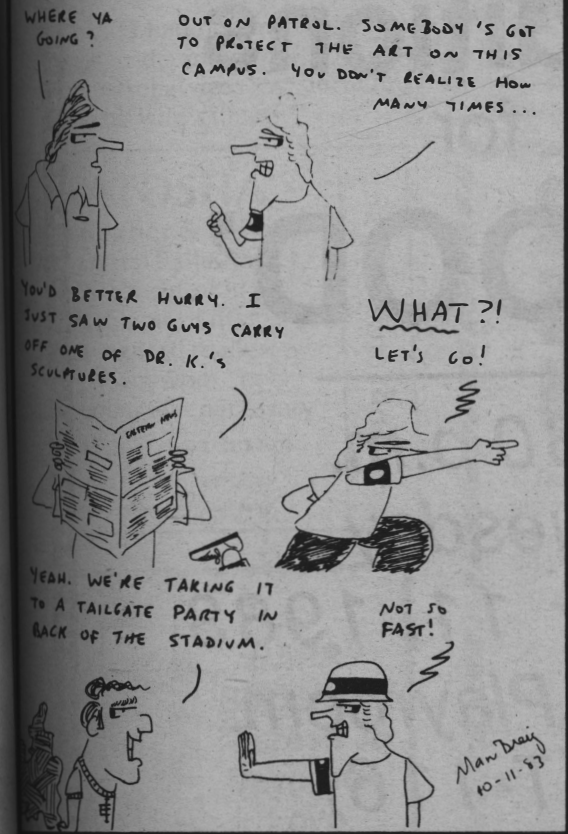 WHERE YA
GOING?
OUT ON PATROL. SOMEBODY'S GOT
TO PROTECT THE ART ON THIS
CAMPUS. YOU DON'T REALIZE HOW
MANY TIMES...
YOU'D BETTER HURRY. I
JUST SAW TWO GUYS CARRY
OFF ONE OF DR. K.'s
SCULPTURES.
EASTERN NEWS
WHAT?!
LET'S GO!
YEAH. WE'RE TAKING IT
TO A TAILGATE PARTY IN
BACK OF THE STADIUM.
NOT SO
FAST!
10-11-83